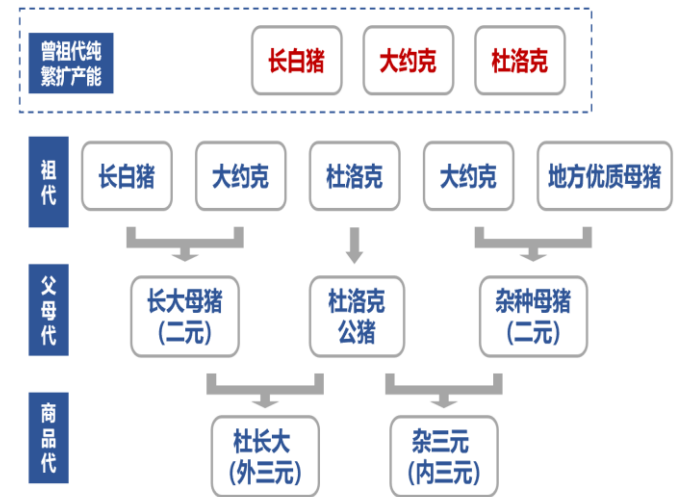 曾祖代纯
繁扩产能
长白猪
大约克
杜洛克
祖代
长白猪
大约克
杜洛克
大约克
地方优质母猪
父母代
长大母猪
(二元)
杜洛克
公猪
杂种母猪
(二元)
商品代
杜长大
(外三元)
杂三元
(内三元)